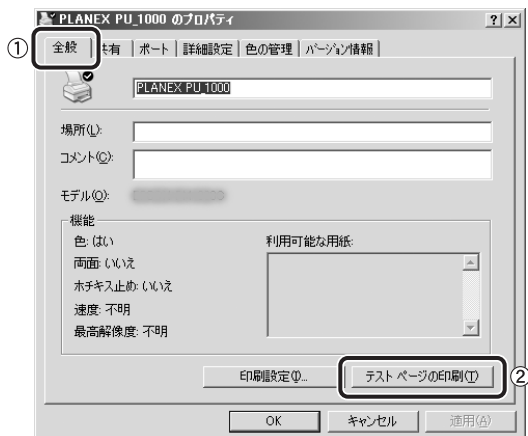 PLANEX PU_1000 のプロパティ
①
全般 共有 ポート 詳細設定 色の管理 バージョン情報
PLANEX PU_1000
場所(L):
コメント(C):
モデル(O):
機能
色: はい
利用可能な用紙:
両面: いいえ
ホチキス止め: いいえ
速度: 不明
最高解像度: 不明
印刷設定(I)... テスト ページの印刷(T) ②
OK キャンセル 適用(A)